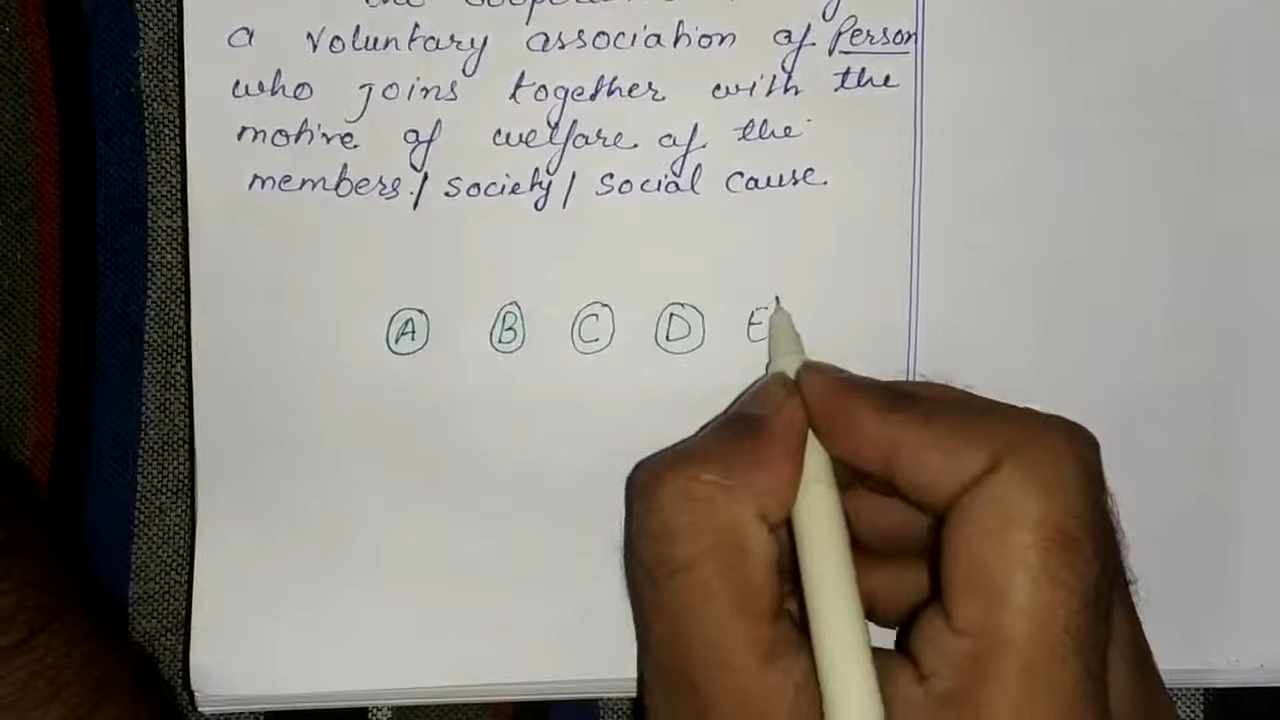 a voluntary association of Person
who joins together with the
motive of welfare of the
members / society / social cause.
A B C D E